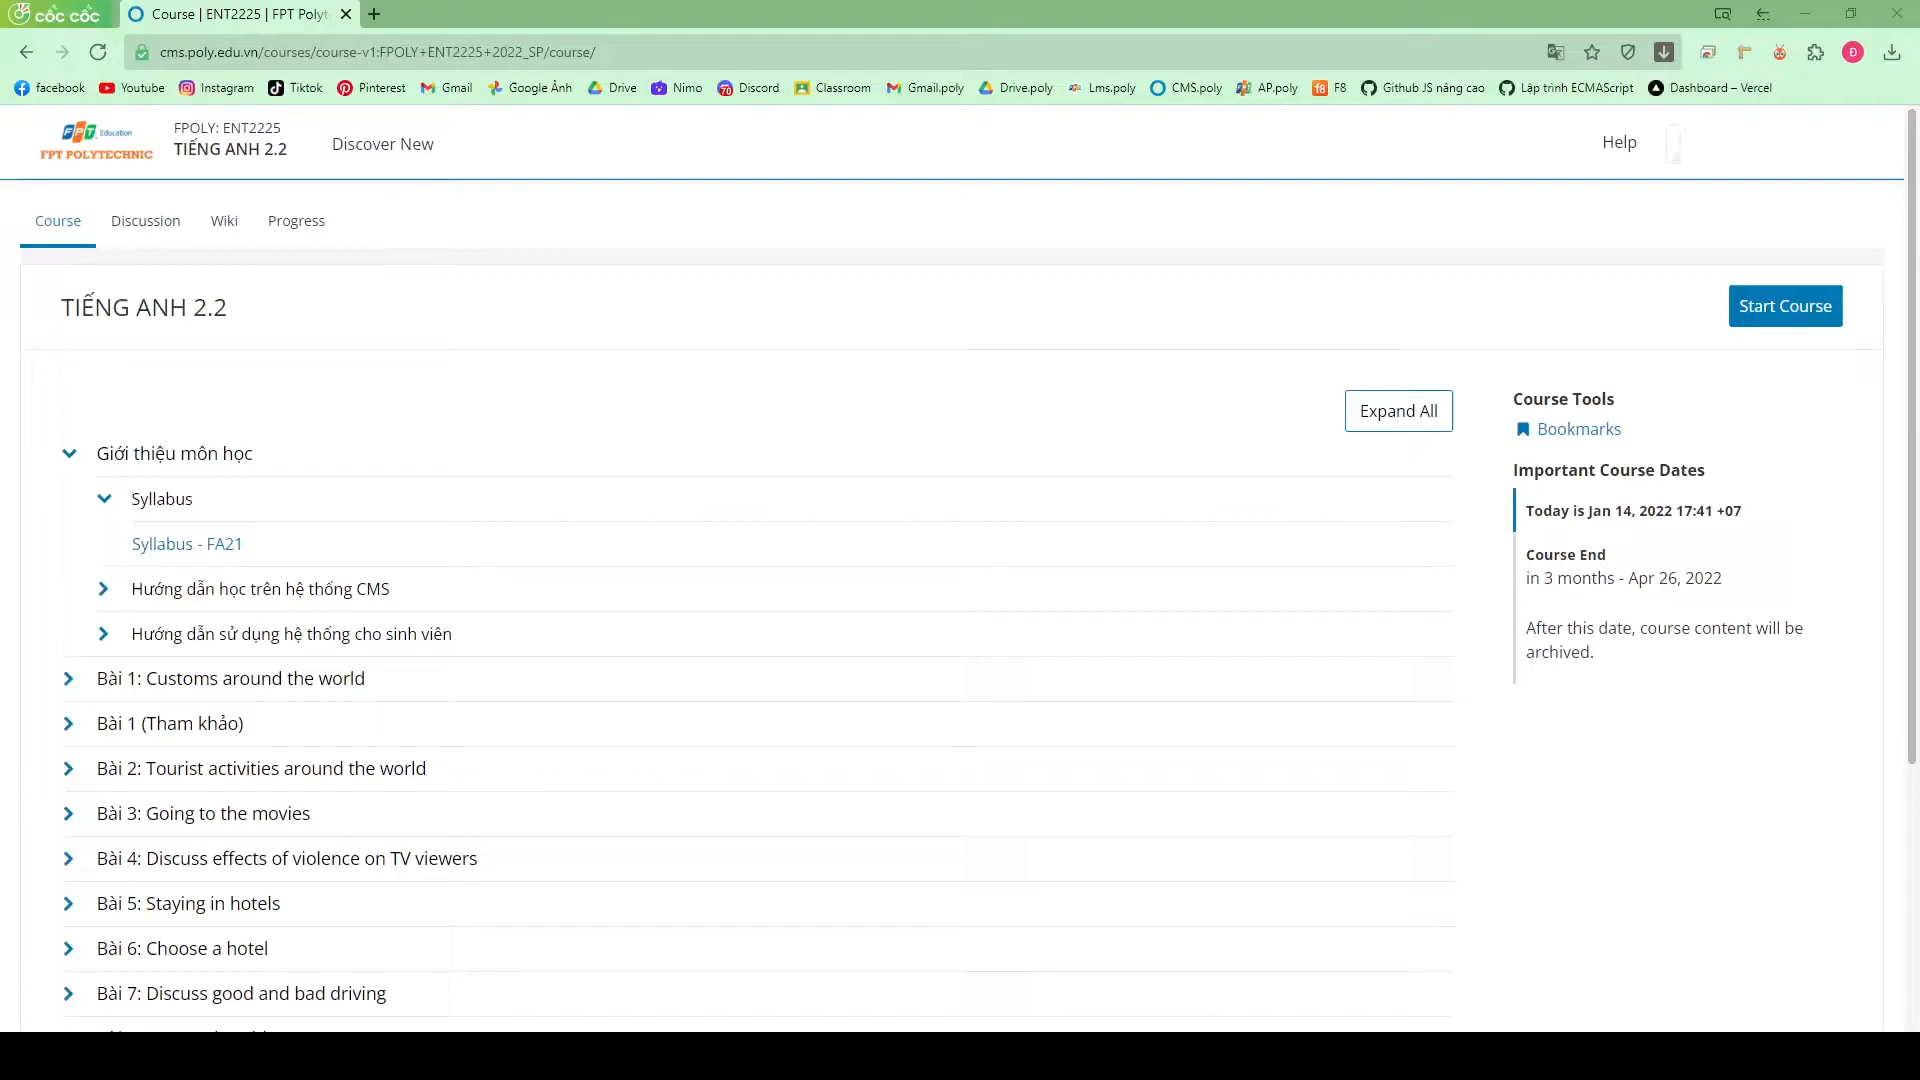 cốc cốc
Course | ENT2225 | FPT Polyt
cms.poly.edu.vn/courses/course-v1:FPOLY+ENT2225+2022_SP/course/
facebook Youtube Instagram Tiktok Pinterest Gmail Google Ảnh Drive Nimo Discord Classroom Gmail.poly Drive.poly Lms.poly CMS.poly AP.poly F8 Github JS nâng cao Lập trình ECMAScript Dashboard – Vercel
FPT Education
FPT POLYTECHNIC
FPOLY: ENT2225
TIẾNG ANH 2.2
Discover New
Help
Course Discussion Wiki Progress
TIẾNG ANH 2.2
Start Course
Expand All
Giới thiệu môn học
Syllabus
Syllabus - FA21
Hướng dẫn học trên hệ thống CMS
Hướng dẫn sử dụng hệ thống cho sinh viên
Bài 1: Customs around the world
Bài 1 (Tham khảo)
Bài 2: Tourist activities around the world
Bài 3: Going to the movies
Bài 4: Discuss effects of violence on TV viewers
Bài 5: Staying in hotels
Bài 6: Choose a hotel
Bài 7: Discuss good and bad driving
Course Tools
Bookmarks
Important Course Dates
Today is Jan 14, 2022 17:41 +07
Course End
in 3 months - Apr 26, 2022
After this date, course content will be
archived.